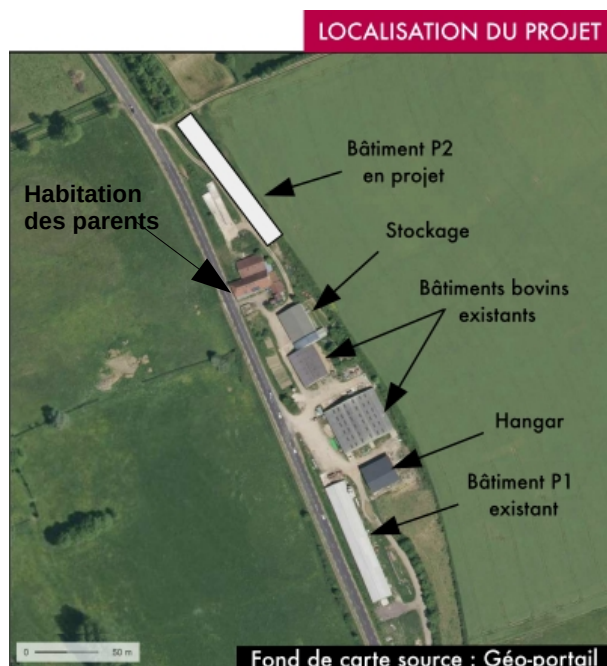 LOCALISATION DU PROJET
Bâtiment P2
en projet
Habitation
des parents
Stockage
Bâtiments bovins
existants
Hangar
Bâtiment P1
existant
0 50 m
Fond de carte source : Géo-portail